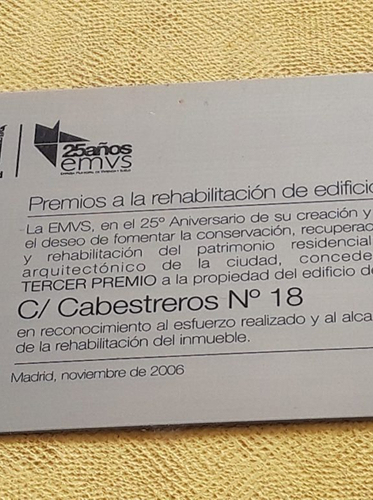 25años
emvs
Premios a la rehabilitación de edificio
La EMVS, en el 25º Aniversario de su creación y
el deseo de fomentar la conservación, recuperac
y rehabilitación del patrimonio residencial
arquitectónico de la ciudad, concede
TERCER PREMIO a la propiedad del edificio de
C/ Cabestreros Nº 18
en reconocimiento al esfuerzo realizado y al alca
de la rehabilitación del inmueble.
Madrid, noviembre de 2006